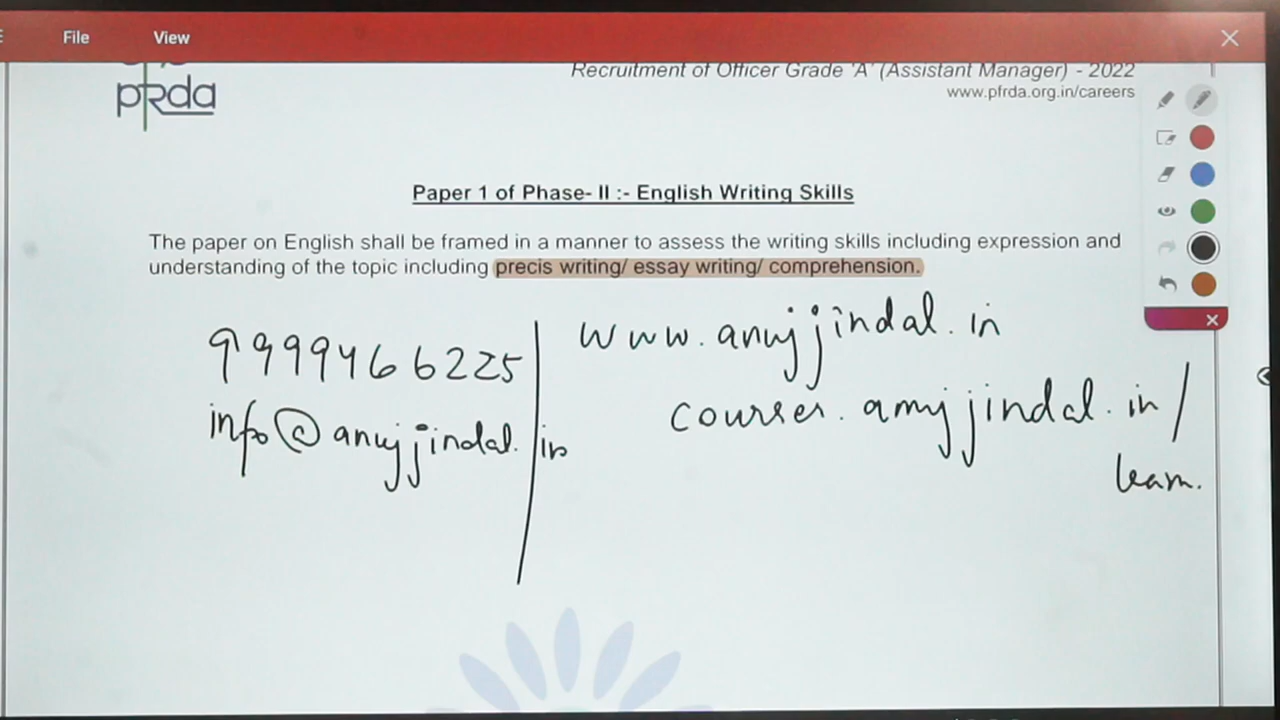 File View
Recruitment of Officer Grade 'A' (Assistant Manager) - 2022
pfrda
www.pfrda.org.in/careers
Paper 1 of Phase- II :- English Writing Skills
The paper on English shall be framed in a manner to assess the writing skills including expression and
understanding of the topic including precis writing/ essay writing/ comprehension.
9999466225
www.anujjindal.in
info@anujjindal.in
courses.anujjindal.in/
learn.